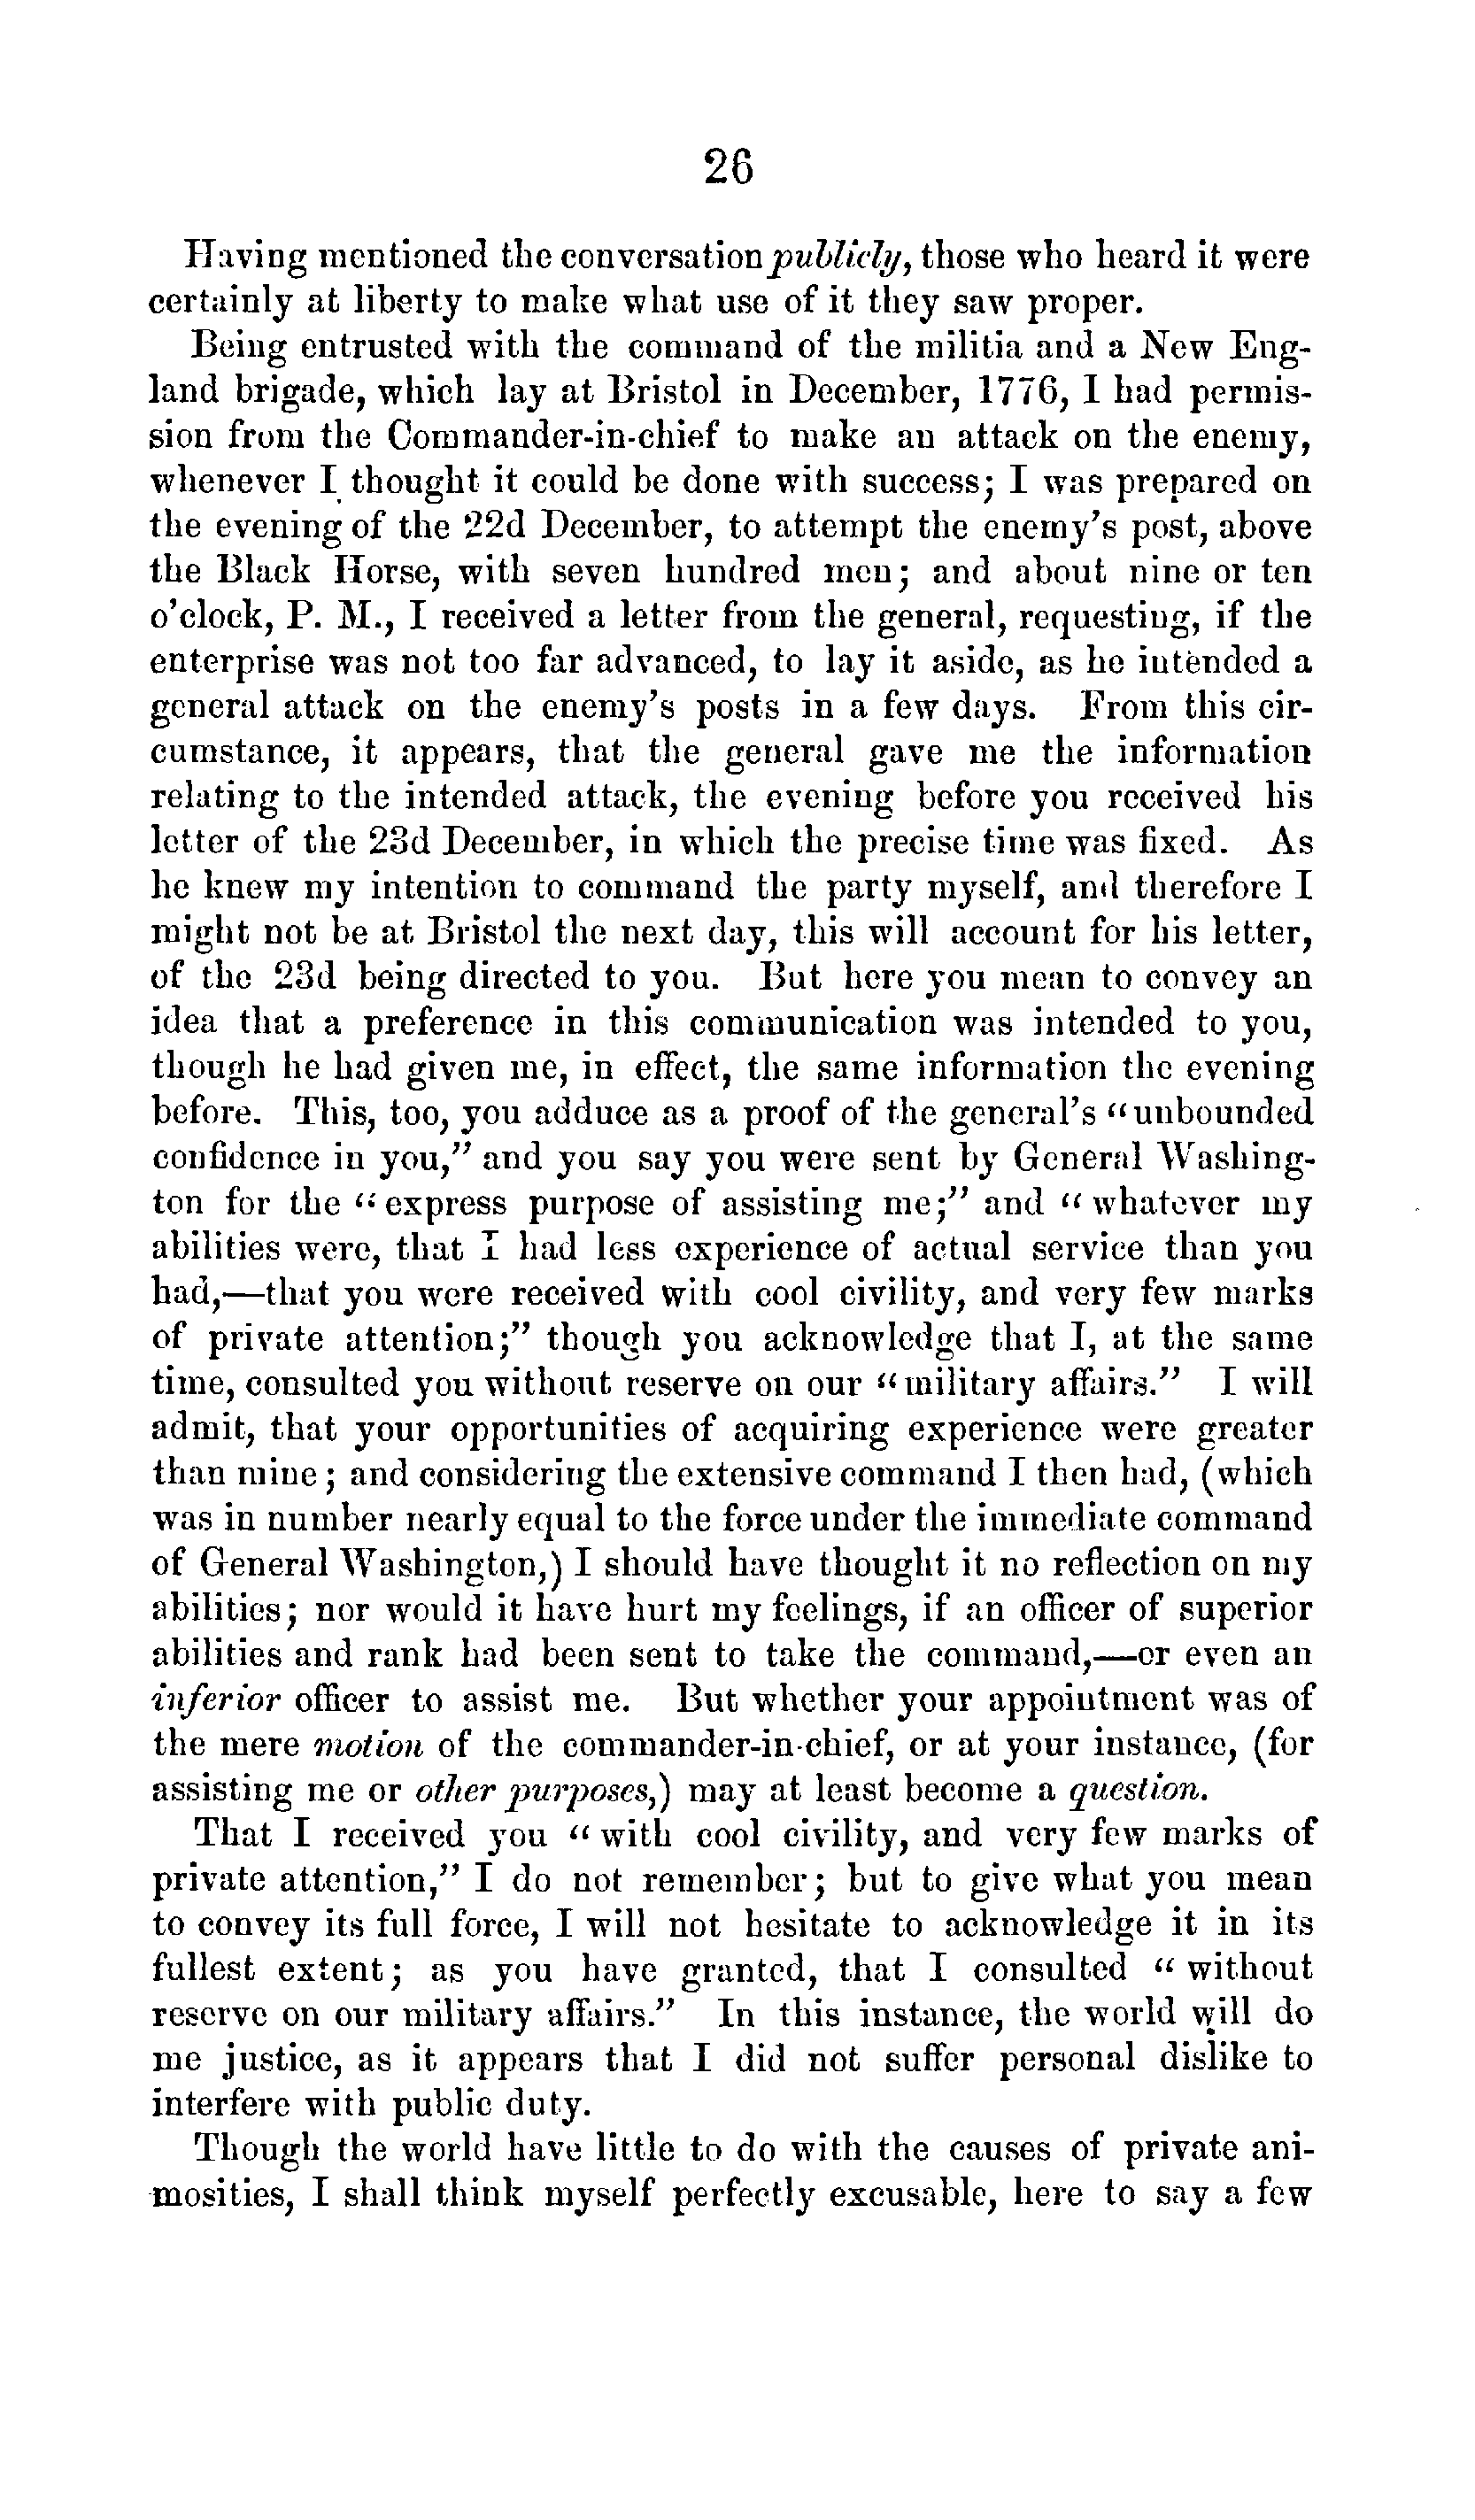 26
Having mentioned the conversation publicly, those who heard it were
certainly at liberty to make what use of it they saw proper.
Being entrusted with the command of the militia and a New Eng-
land brigade, which lay at Bristol in December, 1776, I had permis-
sion from the Commander-in-chief to make an attack on the enemy,
whenever I thought it could be done with success; I was prepared on
the evening of the 22d December, to attempt the enemy's post, above
the Black Horse, with seven hundred men; and about nine or ten
o'clock, P. M., I received a letter from the general, requesting, if the
enterprise was not too far advanced, to lay it aside, as he intended a
general attack on the enemy's posts in a few days. From this cir-
cumstance, it appears, that the general gave me the information
relating to the intended attack, the evening before you received his
letter of the 23d December, in which the precise time was fixed. As
he knew my intention to command the party myself, and therefore I
might not be at Bristol the next day, this will account for his letter,
of the 23d being directed to you. But here you mean to convey an
idea that a preference in this communication was intended to you,
though he had given me, in effect, the same information the evening
before. This, too, you adduce as a proof of the general's "unbounded
confidence in you," and you say you were sent by General Washing-
ton for the "express purpose of assisting me;" and "whatever my
abilities were, that I had less experience of actual service than you
had,—that you were received with cool civility, and very few marks
of private attention;" though you acknowledge that I, at the same
time, consulted you without reserve on our "military affairs." I will
admit, that your opportunities of acquiring experience were greater
than mine; and considering the extensive command I then had, (which
was in number nearly equal to the force under the immediate command
of General Washington,) I should have thought it no reflection on my
abilities; nor would it have hurt my feelings, if an officer of superior
abilities and rank had been sent to take the command,—or even an
inferior officer to assist me. But whether your appointment was of
the mere motion of the commander-in-chief, or at your instance, (for
assisting me or other purposes,) may at least become a question.
That I received you "with cool civility, and very few marks of
private attention," I do not remember; but to give what you mean
to convey its full force, I will not hesitate to acknowledge it in its
fullest extent; as you have granted, that I consulted "without
reserve on our military affairs." In this instance, the world will do
me justice, as it appears that I did not suffer personal dislike to
interfere with public duty.
Though the world have little to do with the causes of private ani-
mosities, I shall think myself perfectly excusable, here to say a few